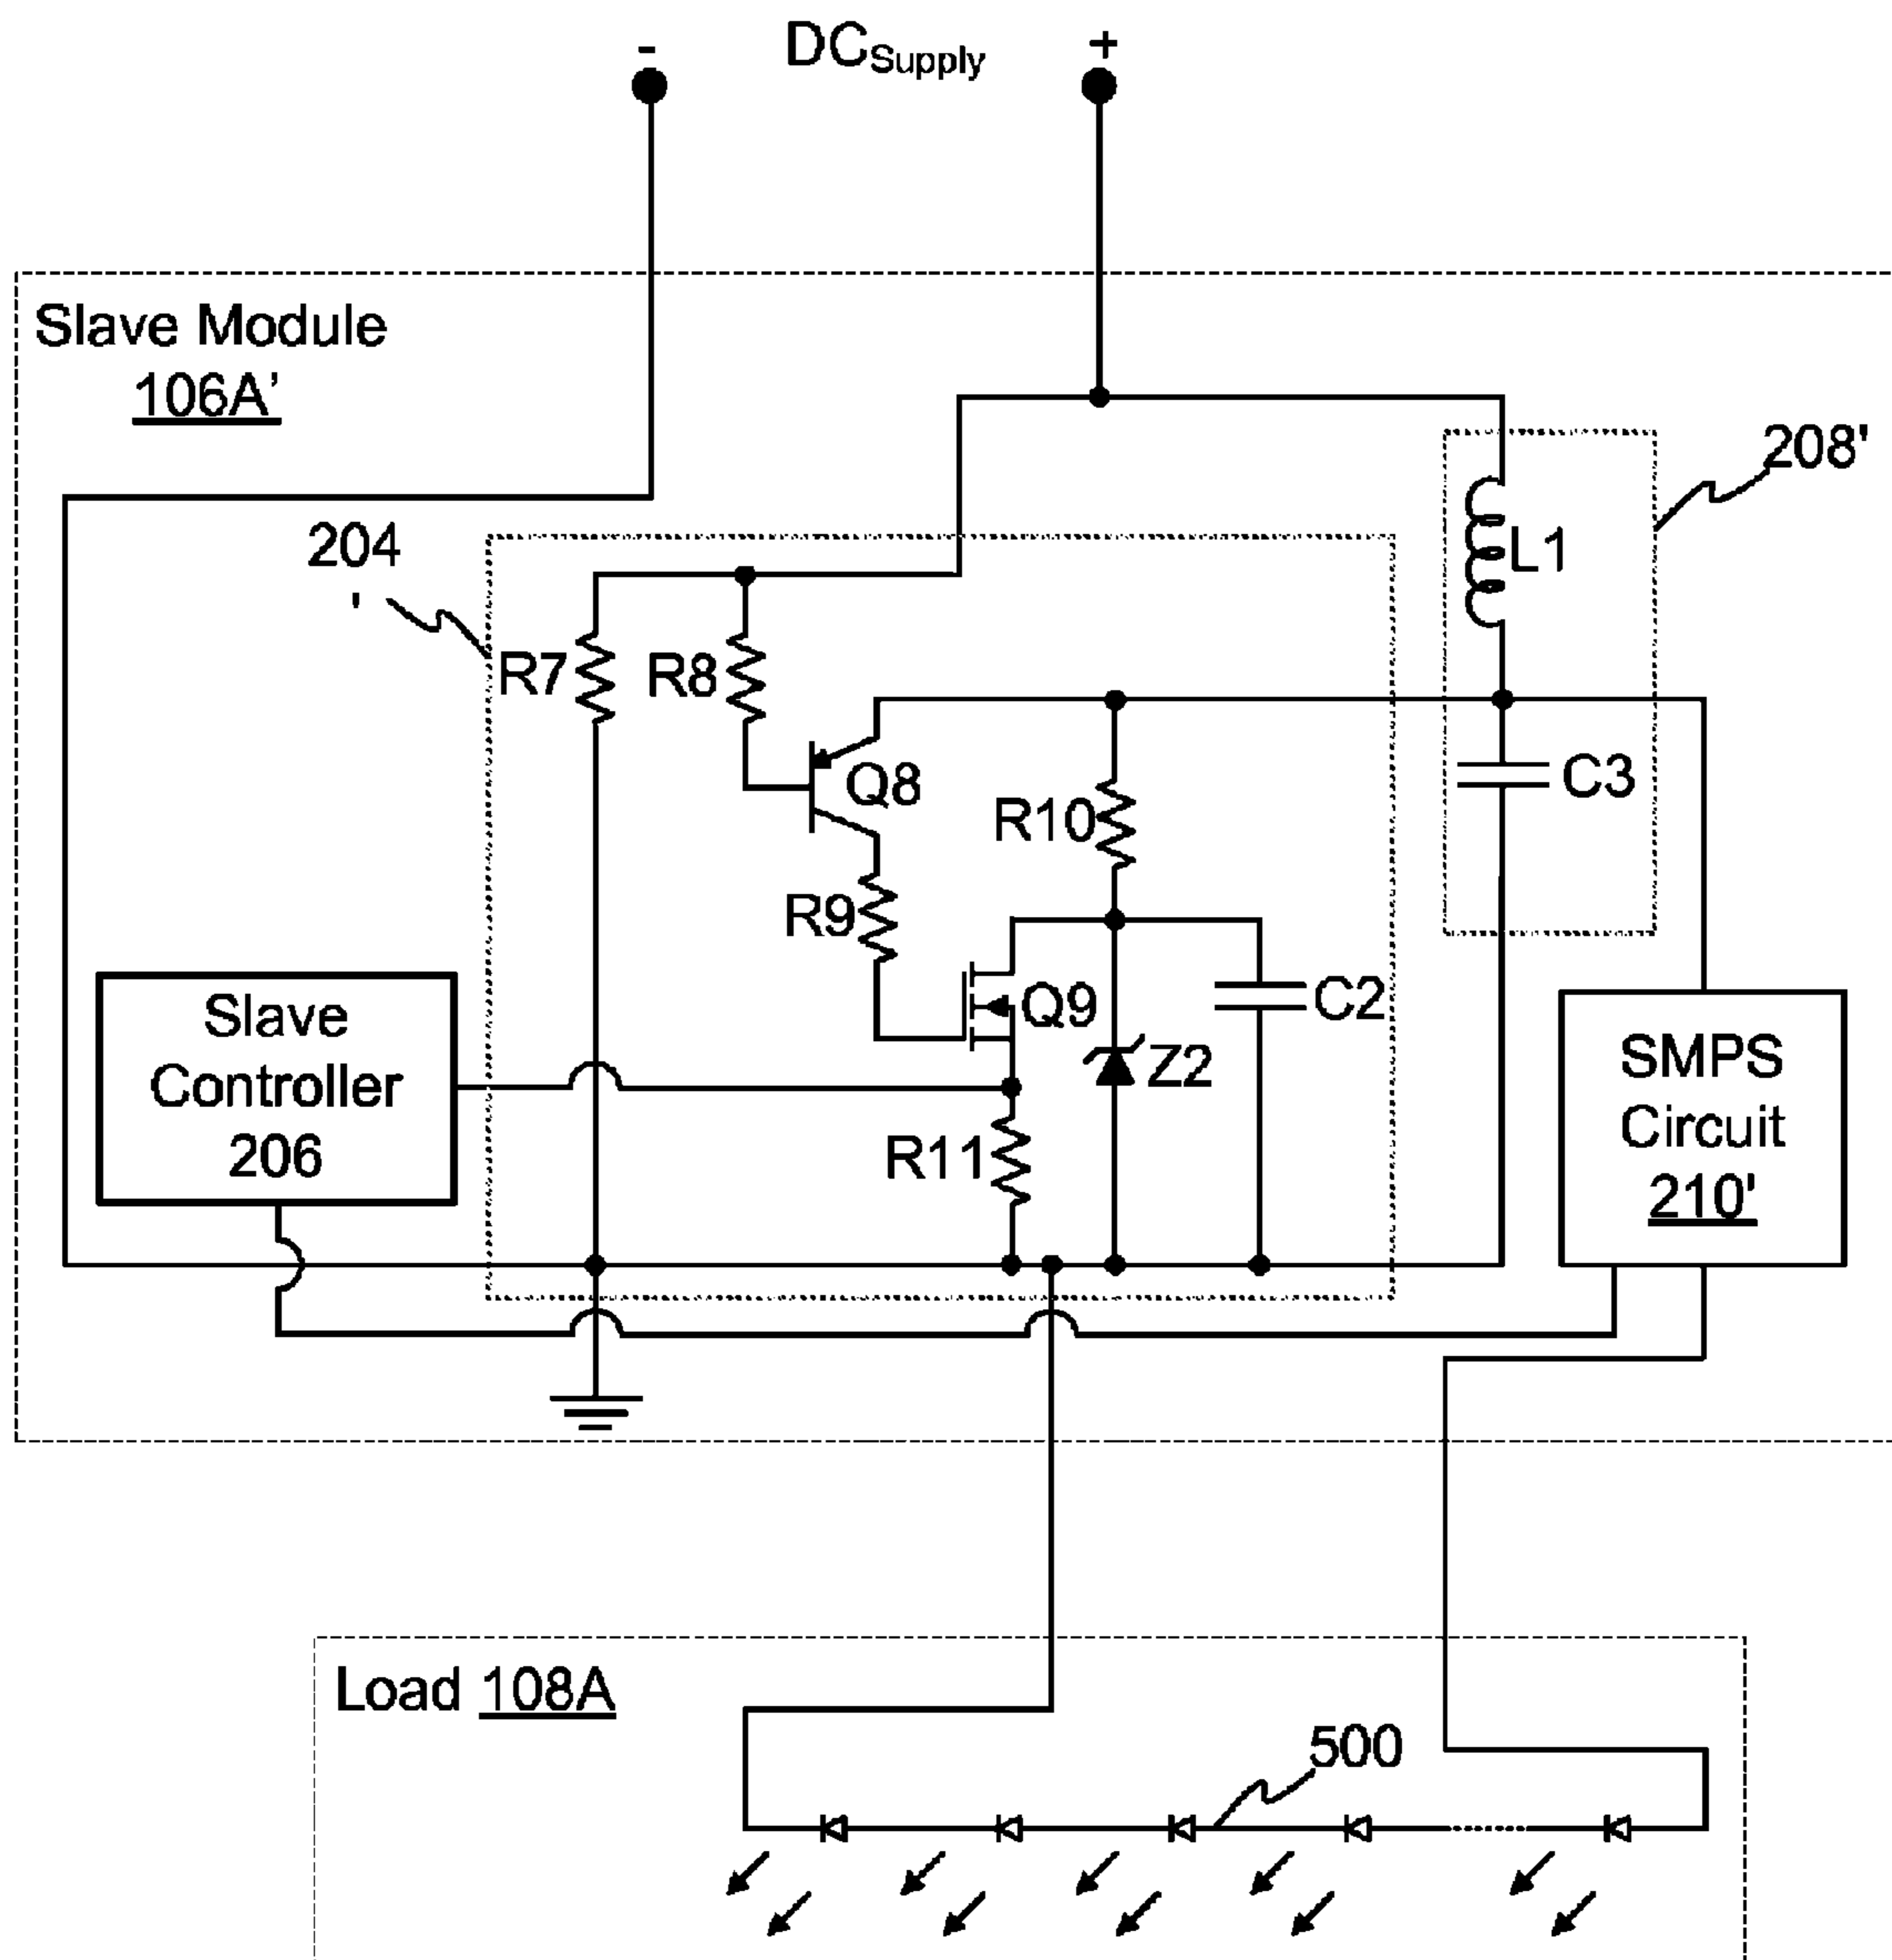 - DCSupply +
Slave Module
106A'
208'
L1
204
'
R7
R8
Q8
C3
R10
R9
Q9
C2
Z2
Slave
Controller
206
R11
SMPS
Circuit
210'
Load 108A
500